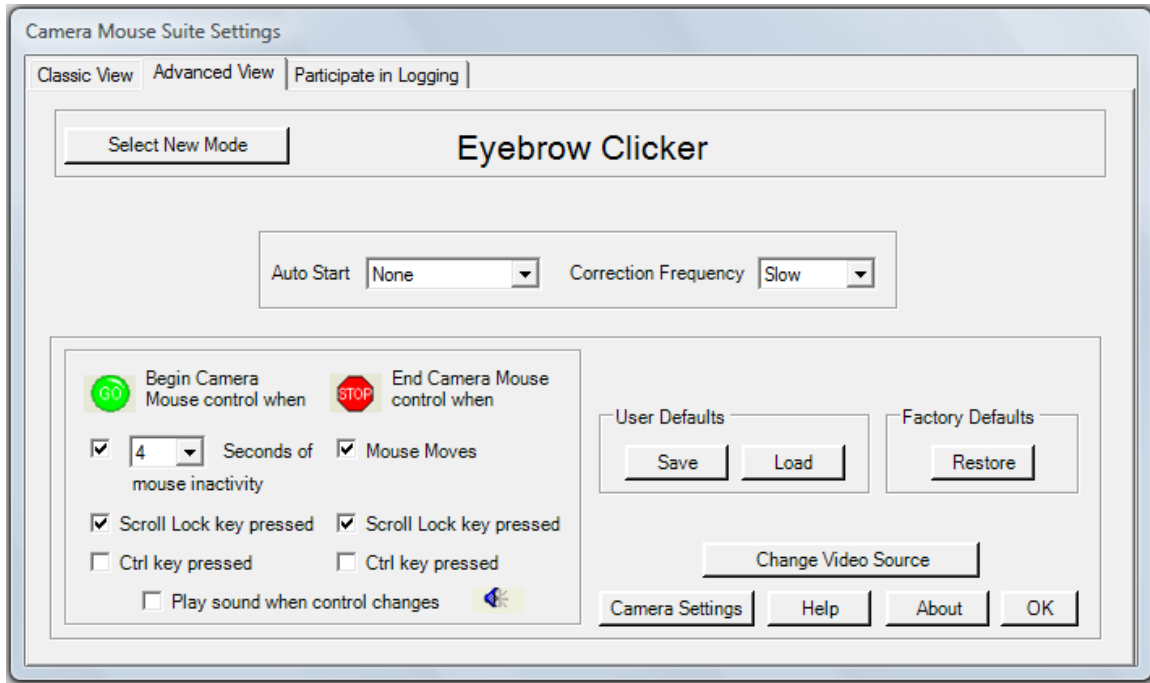 Camera Mouse Suite Settings
Classic View Advanced View Participate in Logging
Select New Mode Eyebrow Clicker
Auto Start None Correction Frequency Slow
GO Begin Camera
Mouse control when
STOP End Camera Mouse
control when
4 Seconds of
mouse inactivity
Mouse Moves
Scroll Lock key pressed Scroll Lock key pressed
Ctrl key pressed Ctrl key pressed
Play sound when control changes
User Defaults
Save Load
Factory Defaults
Restore
Change Video Source
Camera Settings Help About OK